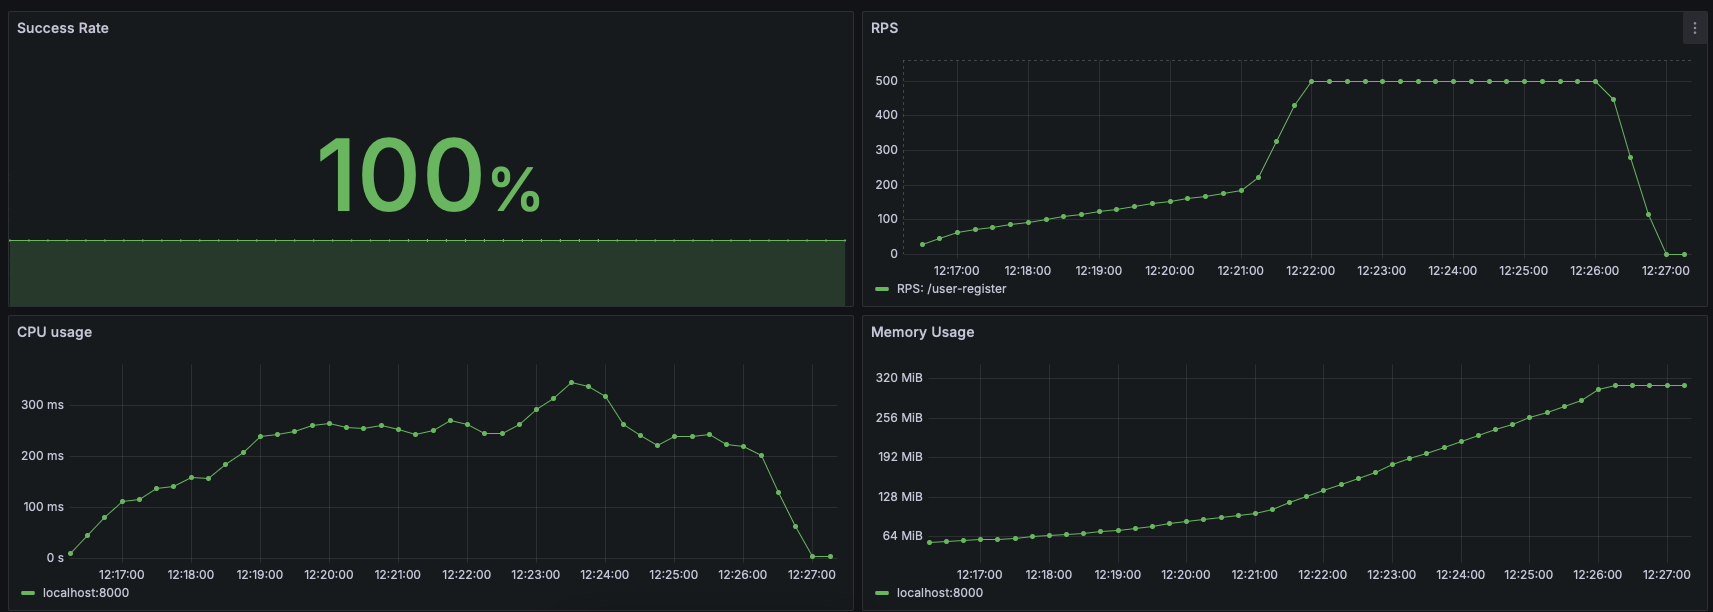 Success Rate
100%
RPS
500
400
300
200
100
0
12:17:00 12:18:00 12:19:00 12:20:00 12:21:00 12:22:00 12:23:00 12:24:00 12:25:00 12:26:00 12:27:00
RPS: /user-register
CPU usage
300 ms
200 ms
100 ms
0 s
12:17:00 12:18:00 12:19:00 12:20:00 12:21:00 12:22:00 12:23:00 12:24:00 12:25:00 12:26:00 12:27:00
localhost:8000
Memory Usage
320 MiB
256 MiB
192 MiB
128 MiB
64 MiB
12:17:00 12:18:00 12:19:00 12:20:00 12:21:00 12:22:00 12:23:00 12:24:00 12:25:00 12:26:00 12:27:00
localhost:8000